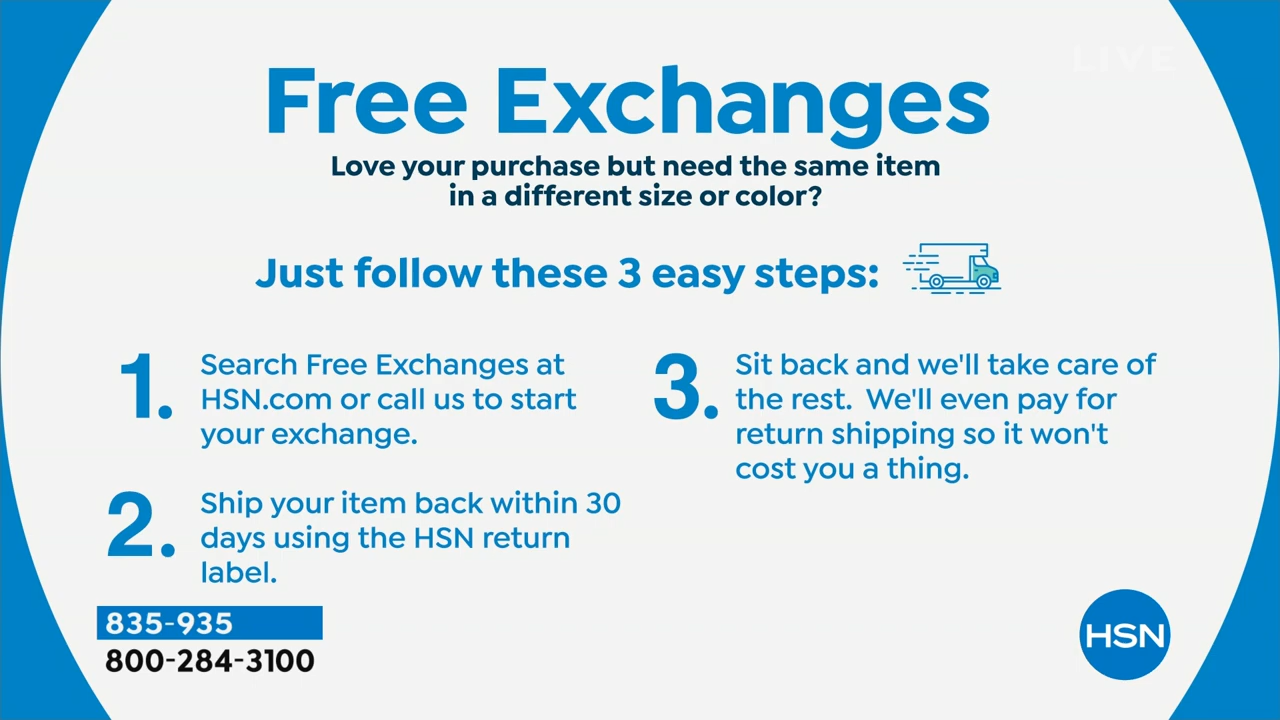 LIVE
Free Exchanges
Love your purchase but need the same item
in a different size or color?
Just follow these 3 easy steps:
1. Search Free Exchanges at
HSN.com or call us to start
your exchange.
2. Ship your item back within 30
days using the HSN return
label.
3. Sit back and we'll take care of
the rest. We'll even pay for
return shipping so it won't
cost you a thing.
835-935
800-284-3100
HSN